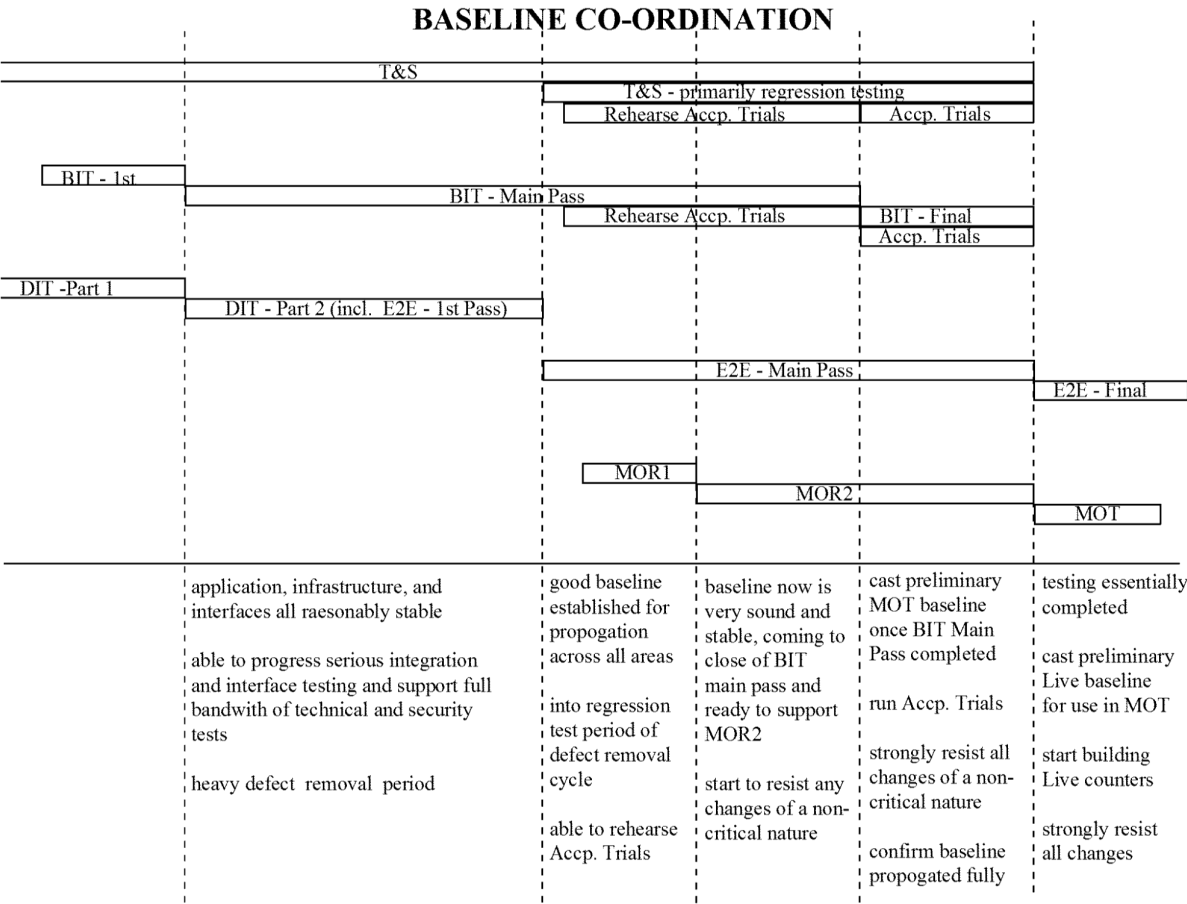 BASELINE CO-ORDINATION
T&S
T&S - primarily regression testing
Rehearse Accp. Trials
Accp. Trials
BIT - 1st
BIT - Main Pass
Rehearse Accp. Trials
BIT - Final
Accp. Trials
DIT -Part 1
DIT - Part 2 (incl. E2E - 1st Pass)
E2E - Main Pass
E2E - Final
MOR1
MOR2
MOT
application, infrastructure, and
interfaces all raesonably stable
able to progress serious integration
and interface testing and support full
bandwith of technical and security
tests
heavy defect removal period
good baseline
established for
propogation
across all areas
into regression
test period of
defect removal
cycle
able to rehearse
Accp. Trials
baseline now is
very sound and
stable, coming to
close of BIT
main pass and
ready to support
MOR2
start to resist any
changes of a non-
critical nature
cast preliminary
MOT baseline
once BIT Main
Pass completed
run Accp. Trials
strongly resist all
changes of a non-
critical nature
confirm baseline
propogated fully
testing essentially
completed
cast preliminary
Live baseline
for use in MOT
start building
Live counters
strongly resist
all changes